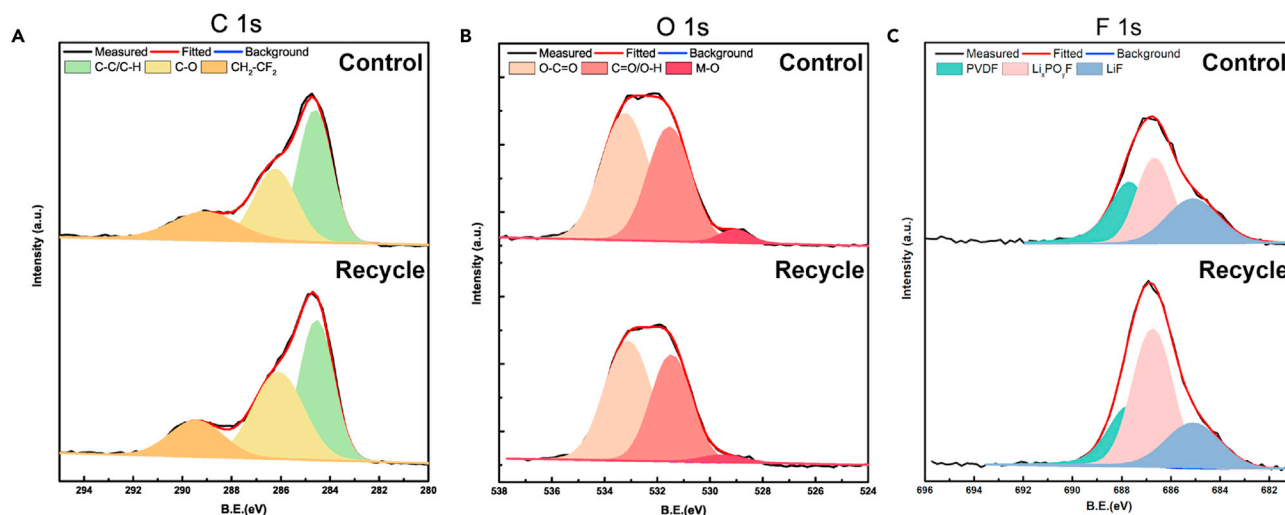 A
C 1s
Measured Fitted Background
C-C/C-H C-O CH₂-CF₂
Control
Recycle
Intensity (a.u.)
294 292 290 288 286 284 282 280
B.E.(eV)
B
O 1s
Measured Fitted Background
O-C=O C=O/O-H M-O
Control
Recycle
Intensity (a.u.)
538 536 534 532 530 528 526 524
B.E.(eV)
C
F 1s
Measured Fitted Background
PVDF LiₓPOᵧF LiF
Control
Recycle
Intensity (a.u.)
696 694 692 690 688 686 684 682
B.E.(eV)